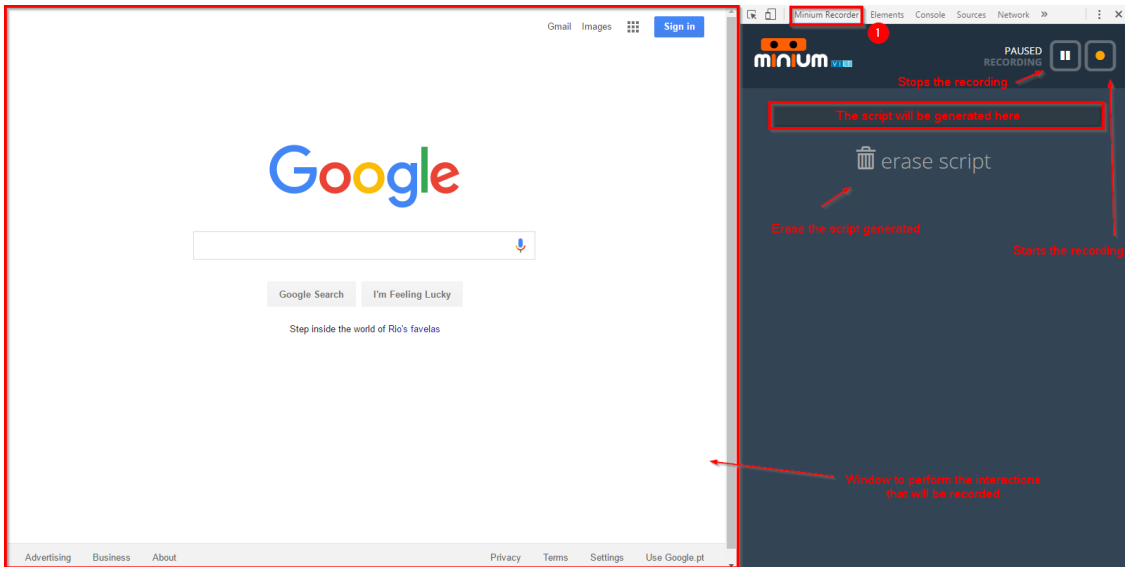 Gmail Images Sign in
Google
Google Search I'm Feeling Lucky
Step inside the world of Rio's favelas
Advertising Business About Privacy Terms Settings Use Google.pt
Minium Recorder Elements Console Sources Network »
1
minium VILT
PAUSED
RECORDING
Stops the recording
The script will be generated here
erase script
Erase the script generated
Starts the recording
Window to perform the interactions
that will be recorded